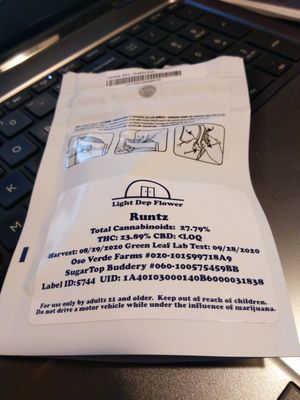 Light Dep Flower
Runtz
Total Cannabinoids: 27.79%
THC: 23.89% CBD: <LOQ
Harvest: 08/29/2020 Green Leaf Lab Test: 09/28/2020
Oso Verde Farms #020-101599718A9
SugarTop Buddery #060-100575459BB
Label ID:5744 UID: 1A40103000140B6000031838
For use only by adults 21 and older. Keep out of reach of children.
Do not drive a motor vehicle while under the influence of marijuana.